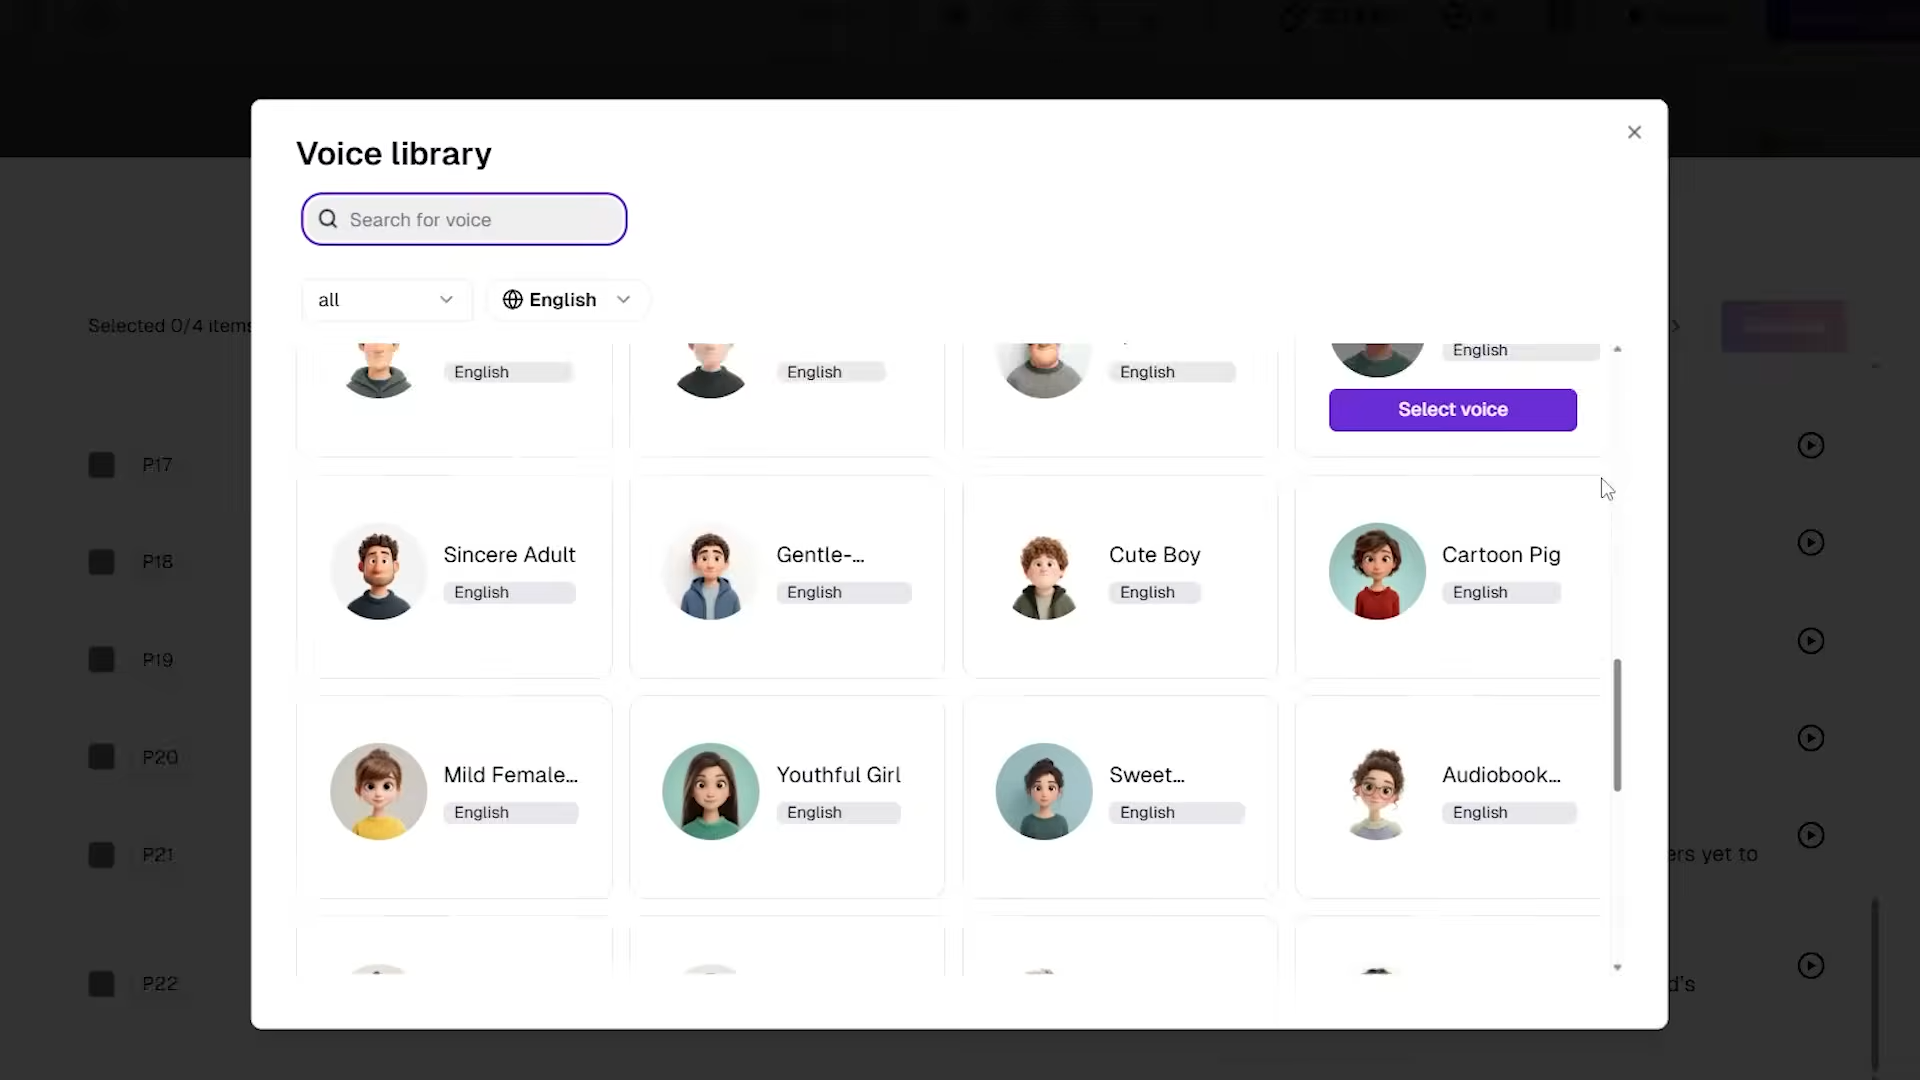 Voice library
Search for voice
all
English
Selected 0/4 items
English
English
English
English
Select voice
P17
Sincere Adult
Gentle-...
Cute Boy
Cartoon Pig
P18
English
English
English
English
P19
P20
Mild Female...
Youthful Girl
Sweet...
Audiobook...
English
English
English
English
P21
ers yet to
P22
d's